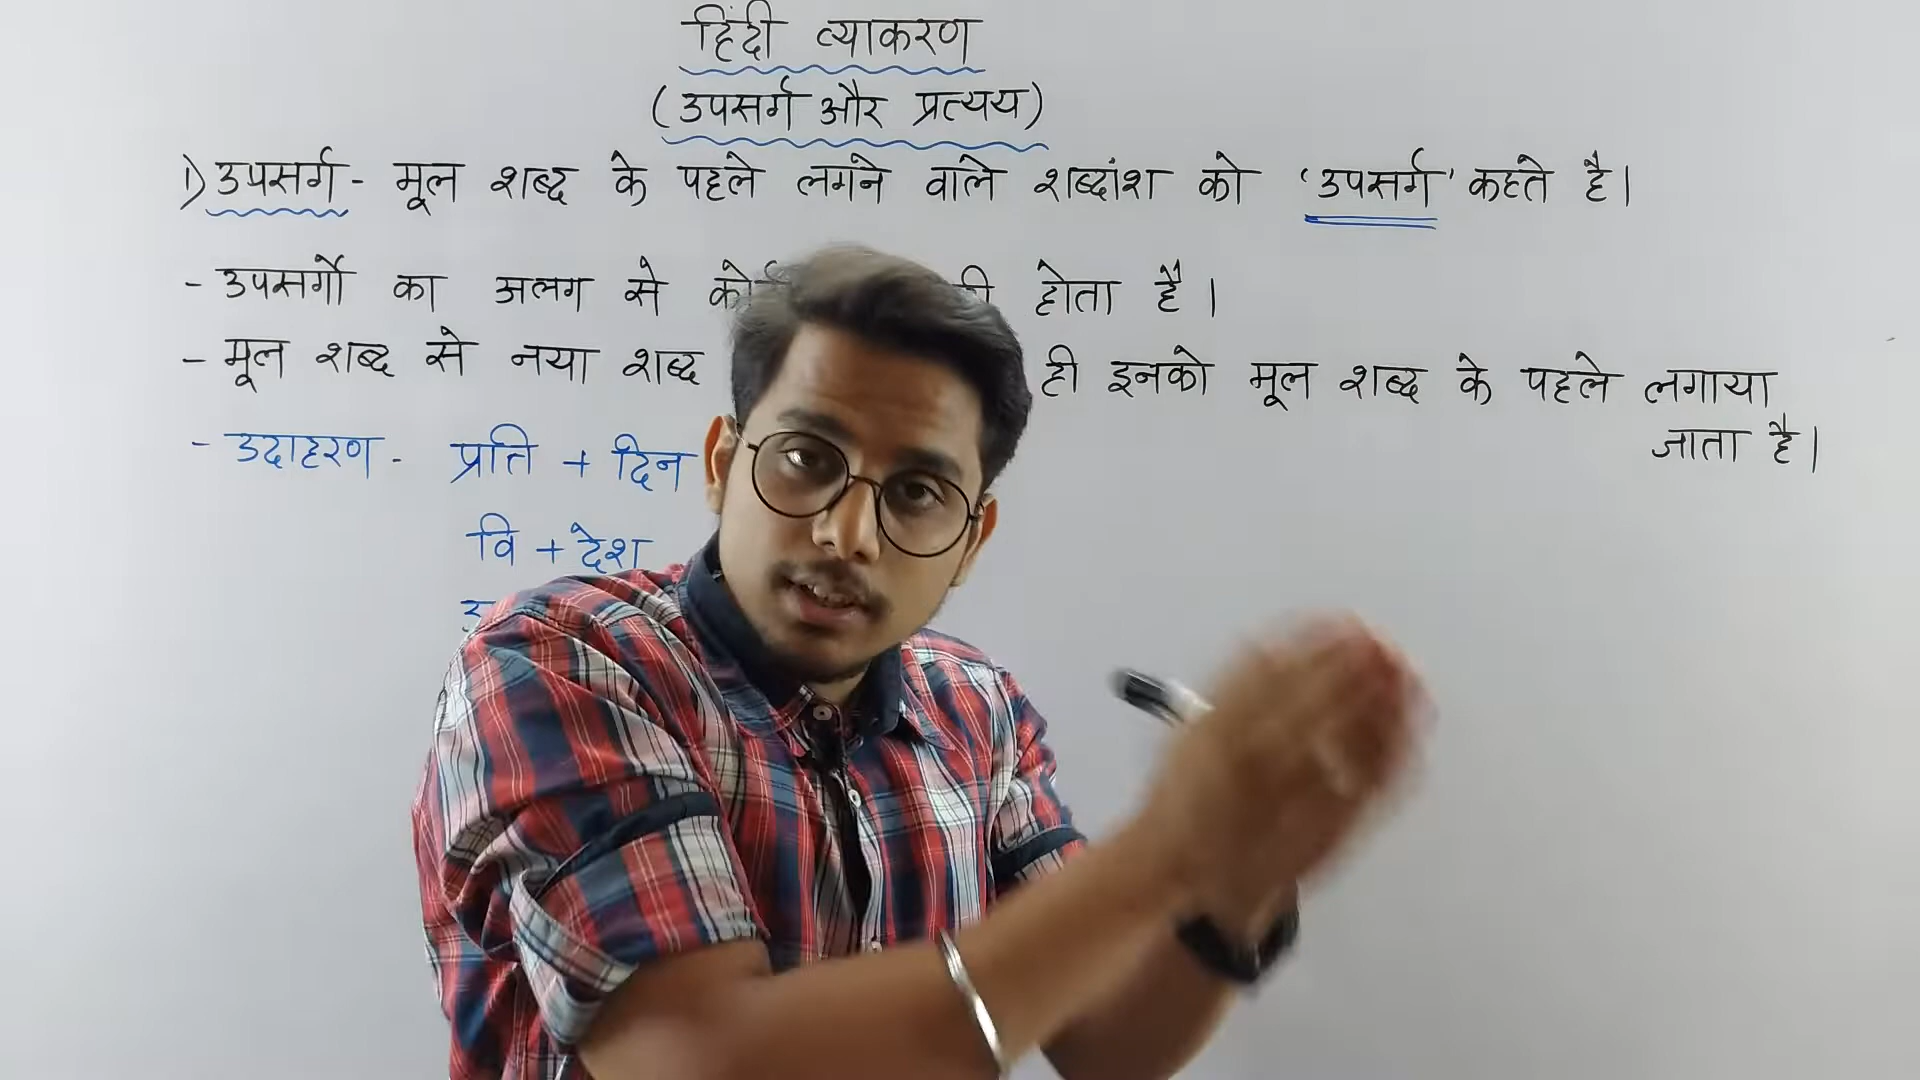 हिंदी व्याकरण
(उपसर्ग और प्रत्यय)
1) उपसर्ग - मूल शब्द के पहले लगने वाले शब्दांश को 'उपसर्ग' कहते है।
- उपसर्गो का अलग से होता है।
- मूल शब्द से नया शब्द ही इनको मूल शब्द के पहले लगाया
जाता है।
- उदाहरण - प्रति + दिन
वि + देश